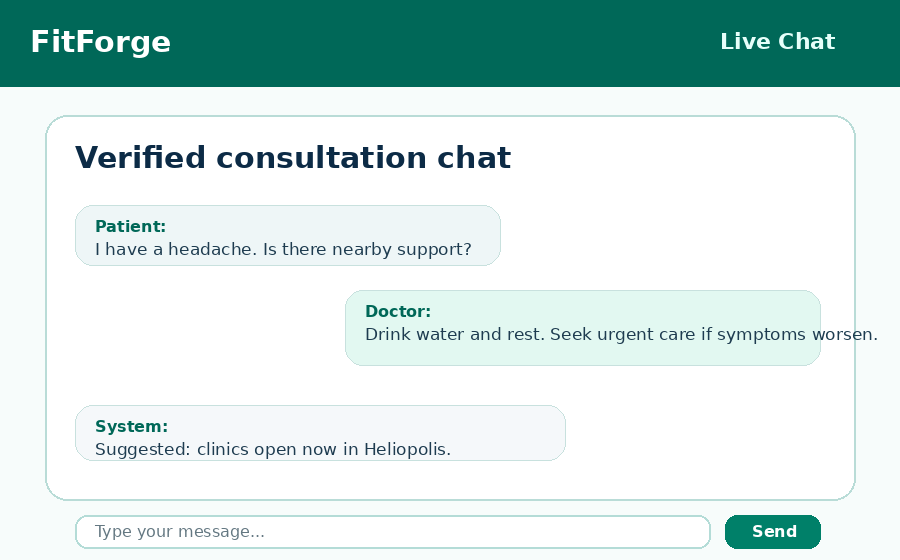 FitForge
Live Chat
Verified consultation chat
Patient:
I have a headache. Is there nearby support?
Doctor:
Drink water and rest. Seek urgent care if symptoms worsen.
System:
Suggested: clinics open now in Heliopolis.
Type your message...
Send